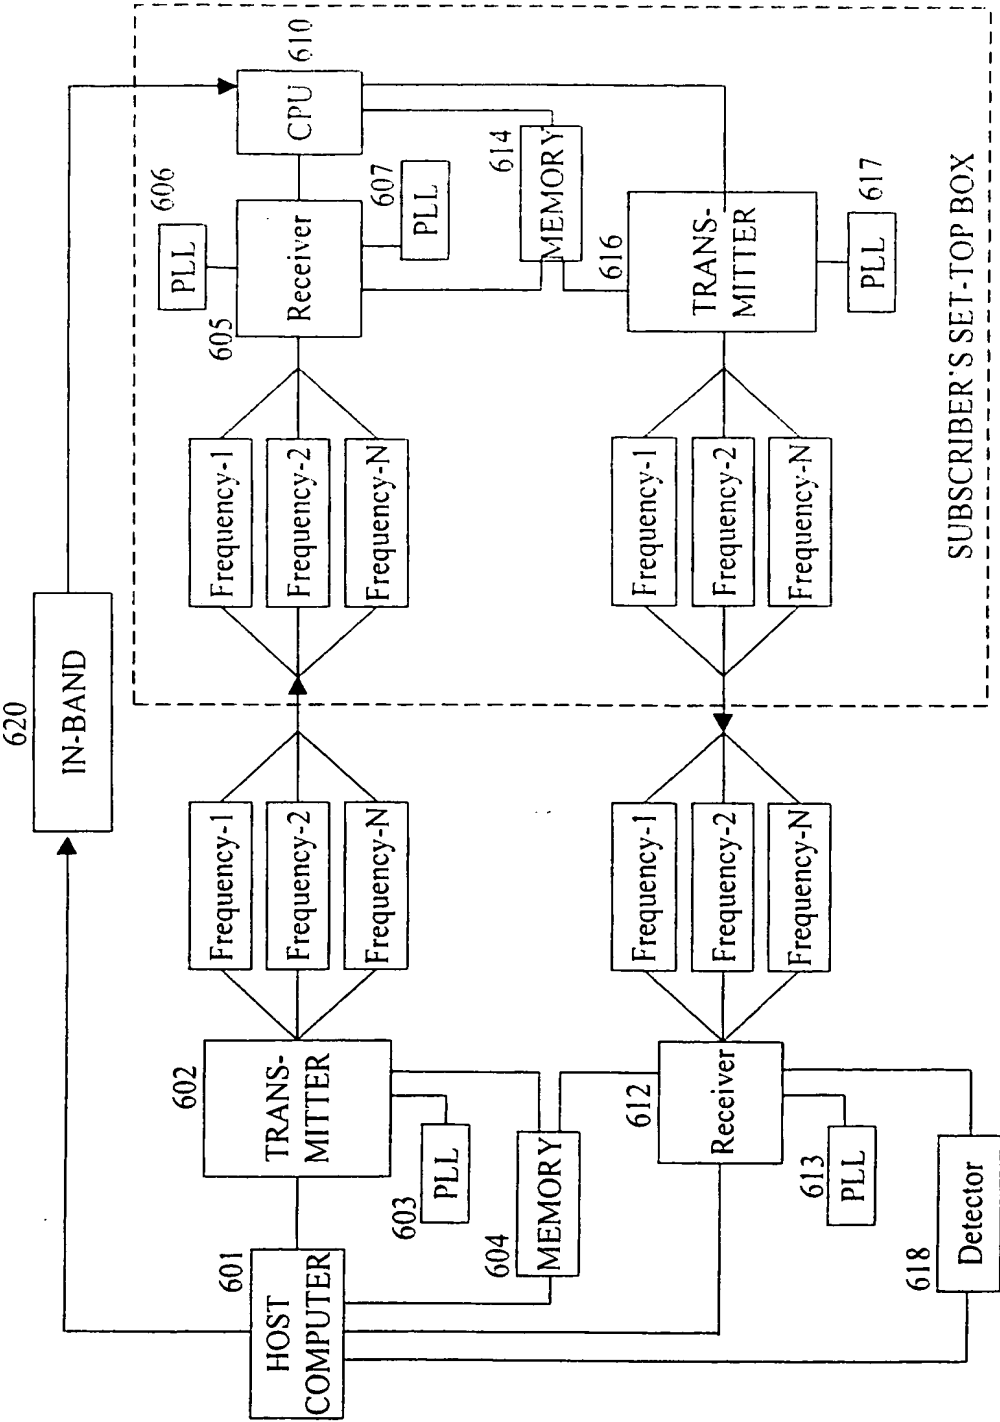 620
IN-BAND
601
HOST
COMPUTER
602
TRANS-
MITTER
603
PLL
604
MEMORY
Frequency-1
Frequency-2
Frequency-N
Frequency-1
Frequency-2
Frequency-N
605
Receiver
606
PLL
607
PLL
CPU
610
614
MEMORY
612
Receiver
613
PLL
618
Detector
Frequency-1
Frequency-2
Frequency-N
Frequency-1
Frequency-2
Frequency-N
616
TRANS-
MITTER
617
PLL
SUBSCRIBER'S SET-TOP BOX